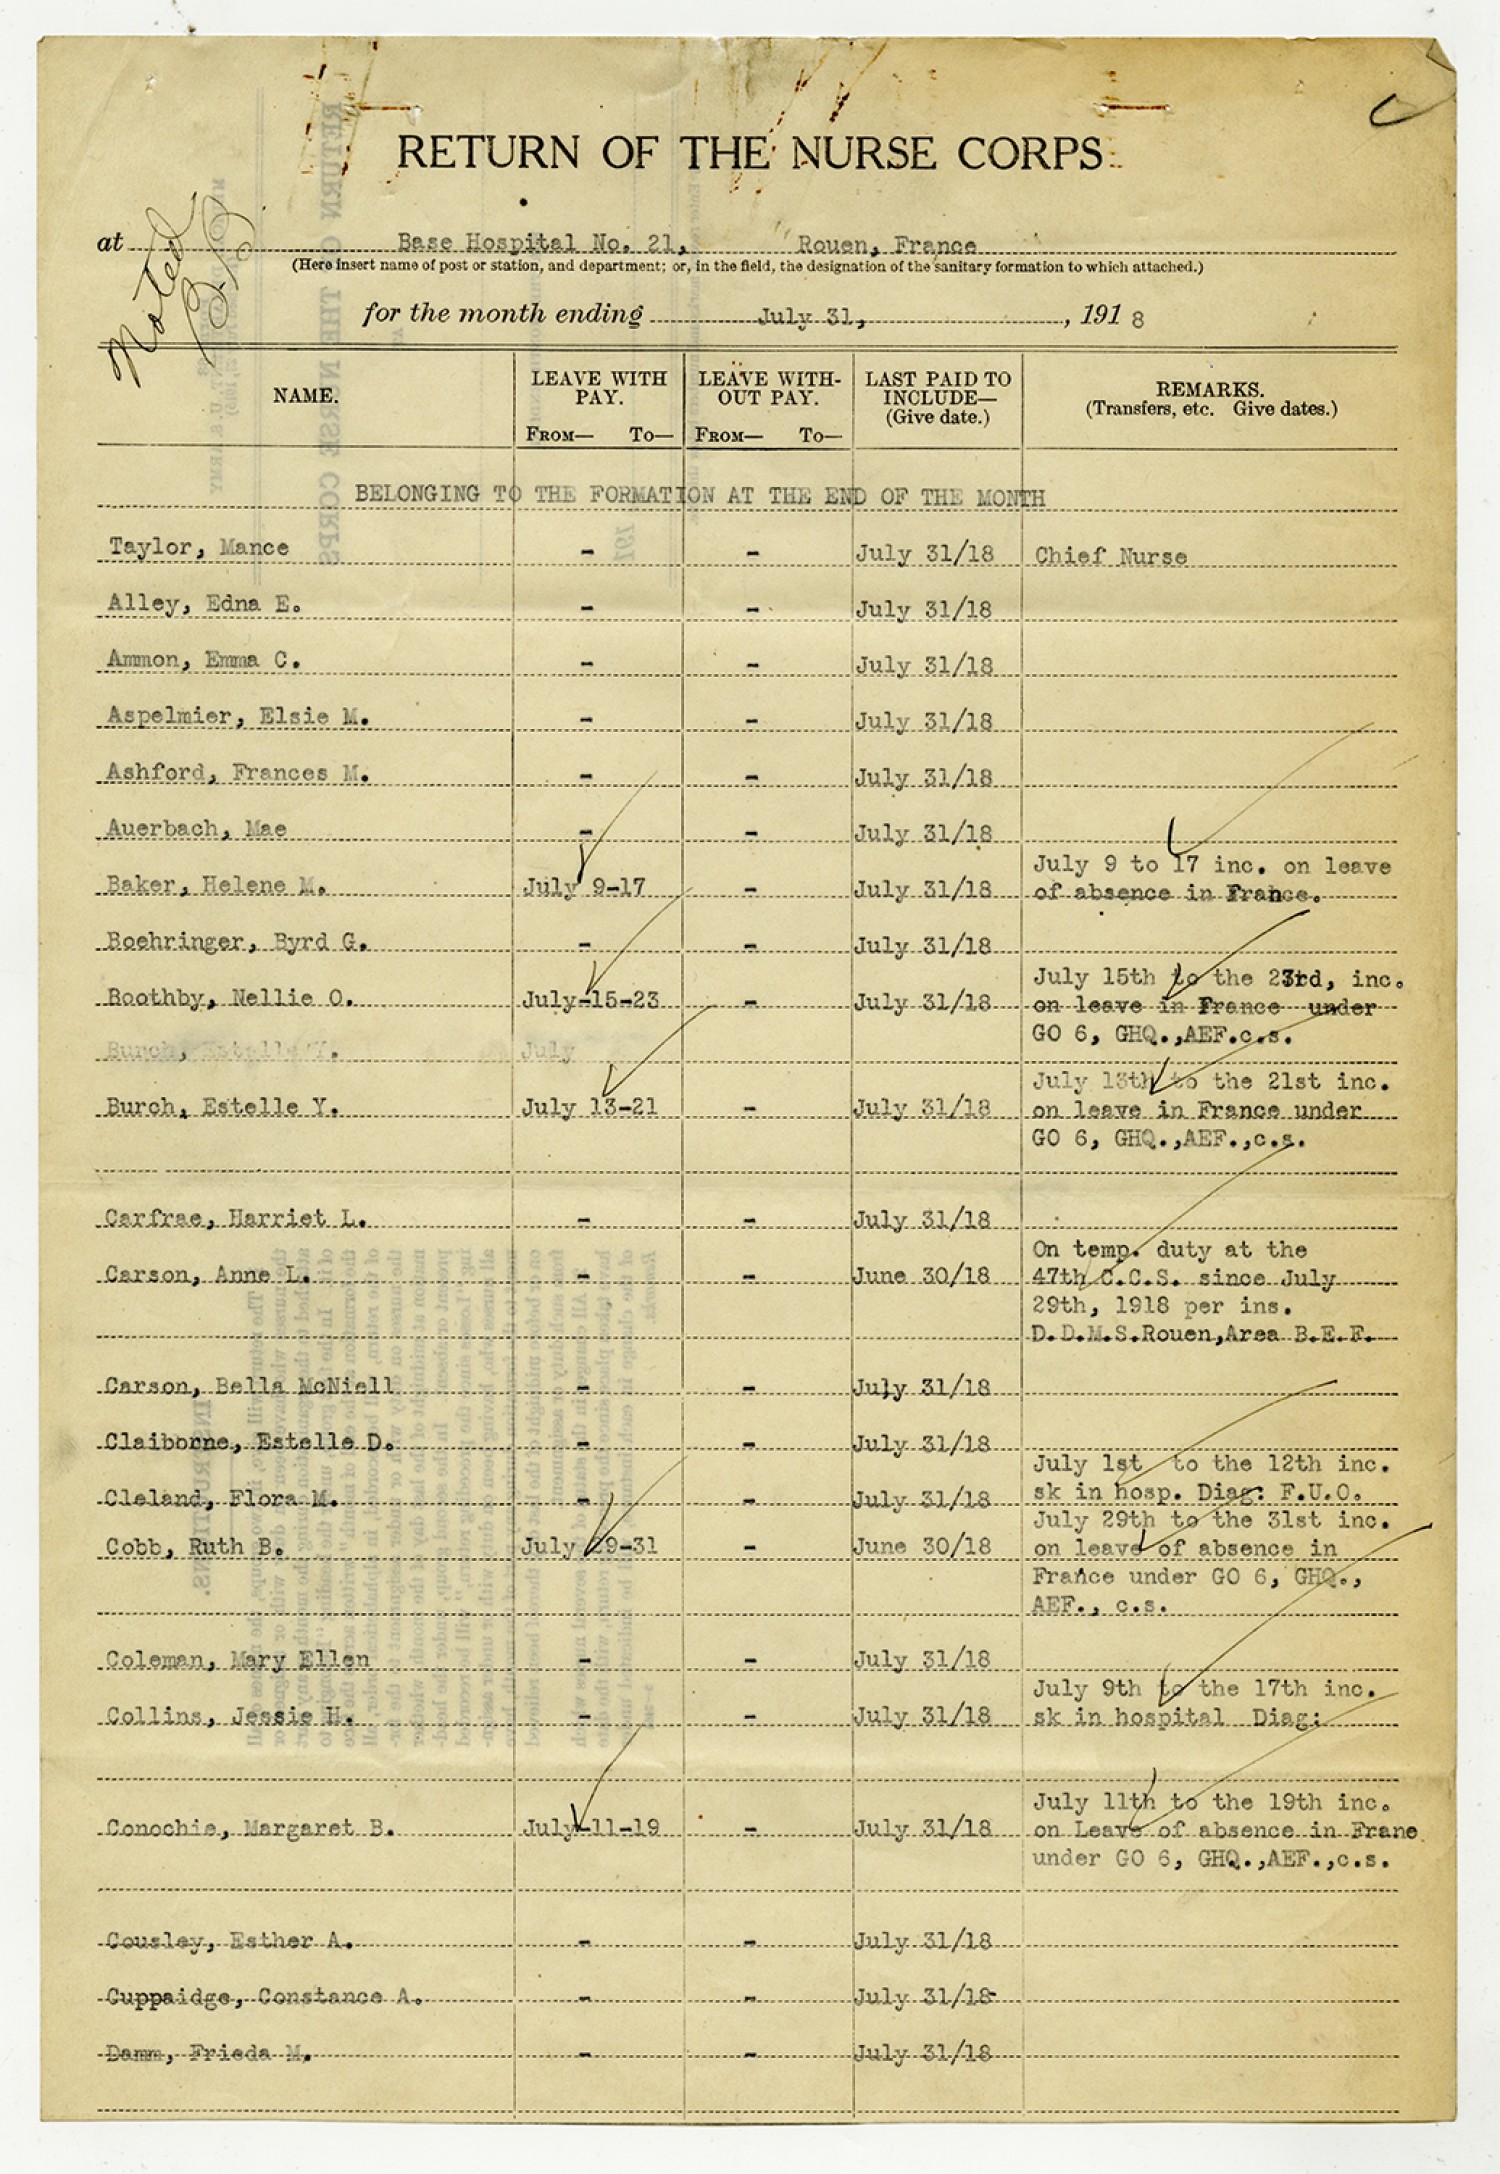 RETURN OF THE NURSE CORPS
Noted
at Base Hospital No. 21, Rouen, France
(Here insert name of post or station, and department; or, in the field, the designation of the sanitary formation to which attached.)
for the month ending July 31, , 1918
NAME. LEAVE WITH PAY. FROM— TO— LEAVE WITH-OUT PAY. FROM— TO— LAST PAID TO INCLUDE— (Give date.) REMARKS. (Transfers, etc. Give dates.)
BELONGING TO THE FORMATION AT THE END OF THE MONTH
Taylor, Mance - - July 31/18 Chief Nurse
Alley, Edna E. - - July 31/18
Ammon, Emma C. - - July 31/18
Aspelmier, Elsie M. - - July 31/18
Ashford, Frances M. - - July 31/18
Auerbach, Mae - - July 31/18
July 9 to 17 inc. on leave
Baker, Helene M. July 9-17 - July 31/18 of absence in France.
Boehringer, Byrd G. - - July 31/18
July 15th to the 23rd, inc.
Boothby, Nellie O. July-15-23 - July 31/18 on leave in France under
GO 6, GHQ.,AEF.c.s.
Burch, Estelle Y. July
July 13th to the 21st inc.
Burch, Estelle Y. July 13-21 - July 31/18 on leave in France under
GO 6, GHQ.,AEF.,c.s.
Carfrae, Harriet L. - - July 31/18
On temp. duty at the
Carson, Anne L. - - June 30/18 47th C.C.S. since July
29th, 1918 per ins.
D.D.M.S.Rouen,Area B.E.F.
Carson, Bella McNiell - - July 31/18
Claiborne, Estelle D. - - July 31/18
July 1st to the 12th inc.
Cleland, Flora M. - - July 31/18 sk in hosp. Diag: F.U.O.
July 29th to the 31st inc.
Cobb, Ruth B. July 29-31 - June 30/18 on leave of absence in
France under GO 6, GHQ.,
AEF., c.s.
Coleman, Mary Ellen - - July 31/18
July 9th to the 17th inc.
Collins, Jessie H. - - July 31/18 sk in hospital Diag:
July 11th to the 19th inc.
Conochie, Margaret B. July-11-19 - July 31/18 on Leave of absence in Frane
under GO 6, GHQ.,AEF.,c.s.
Cousley, Esther A. - - July 31/18
Cuppaidge, Constance A. - - July 31/18
Damm, Frieda M. - - July 31/18